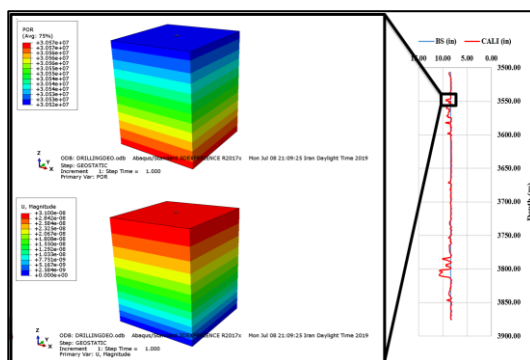 POR
(Avg: 75%)
+3.057e+07
+3.057e+07
+3.056e+07
+3.056e+07
+3.055e+07
+3.055e+07
+3.054e+07
+3.054e+07
+3.053e+07
+3.053e+07
+3.052e+07
Z
Y
X
ODB: DRILLINGDEO.odb
R2017x Mon Jul 08 21:09:25 Iran Daylight Time 2019
Step: GEOSTATIC
Increment 1: Step Time = 1.000
Primary Var: POR
U, Magnitude
+3.100e-08
+2.842e-08
+2.584e-08
+2.325e-08
+2.067e-08
+1.808e-08
+1.550e-08
+1.292e-08
+1.033e-08
+7.751e-09
+5.167e-09
+2.584e-09
+0.000e+00
Z
Y
X
ODB: DRILLINGDEO.odb
R2017x Mon Jul 08 21:09:25 Iran Daylight Time 2019
Step: GEOSTATIC
Increment 1: Step Time = 1.000
Primary Var: U, Magnitude
BS (in) CALI (in)
20.00 10.00 0.00
3500.00
3550.00
3600.00
3650.00
3700.00
3750.00
3800.00
3850.00
3900.00
Depth (m)